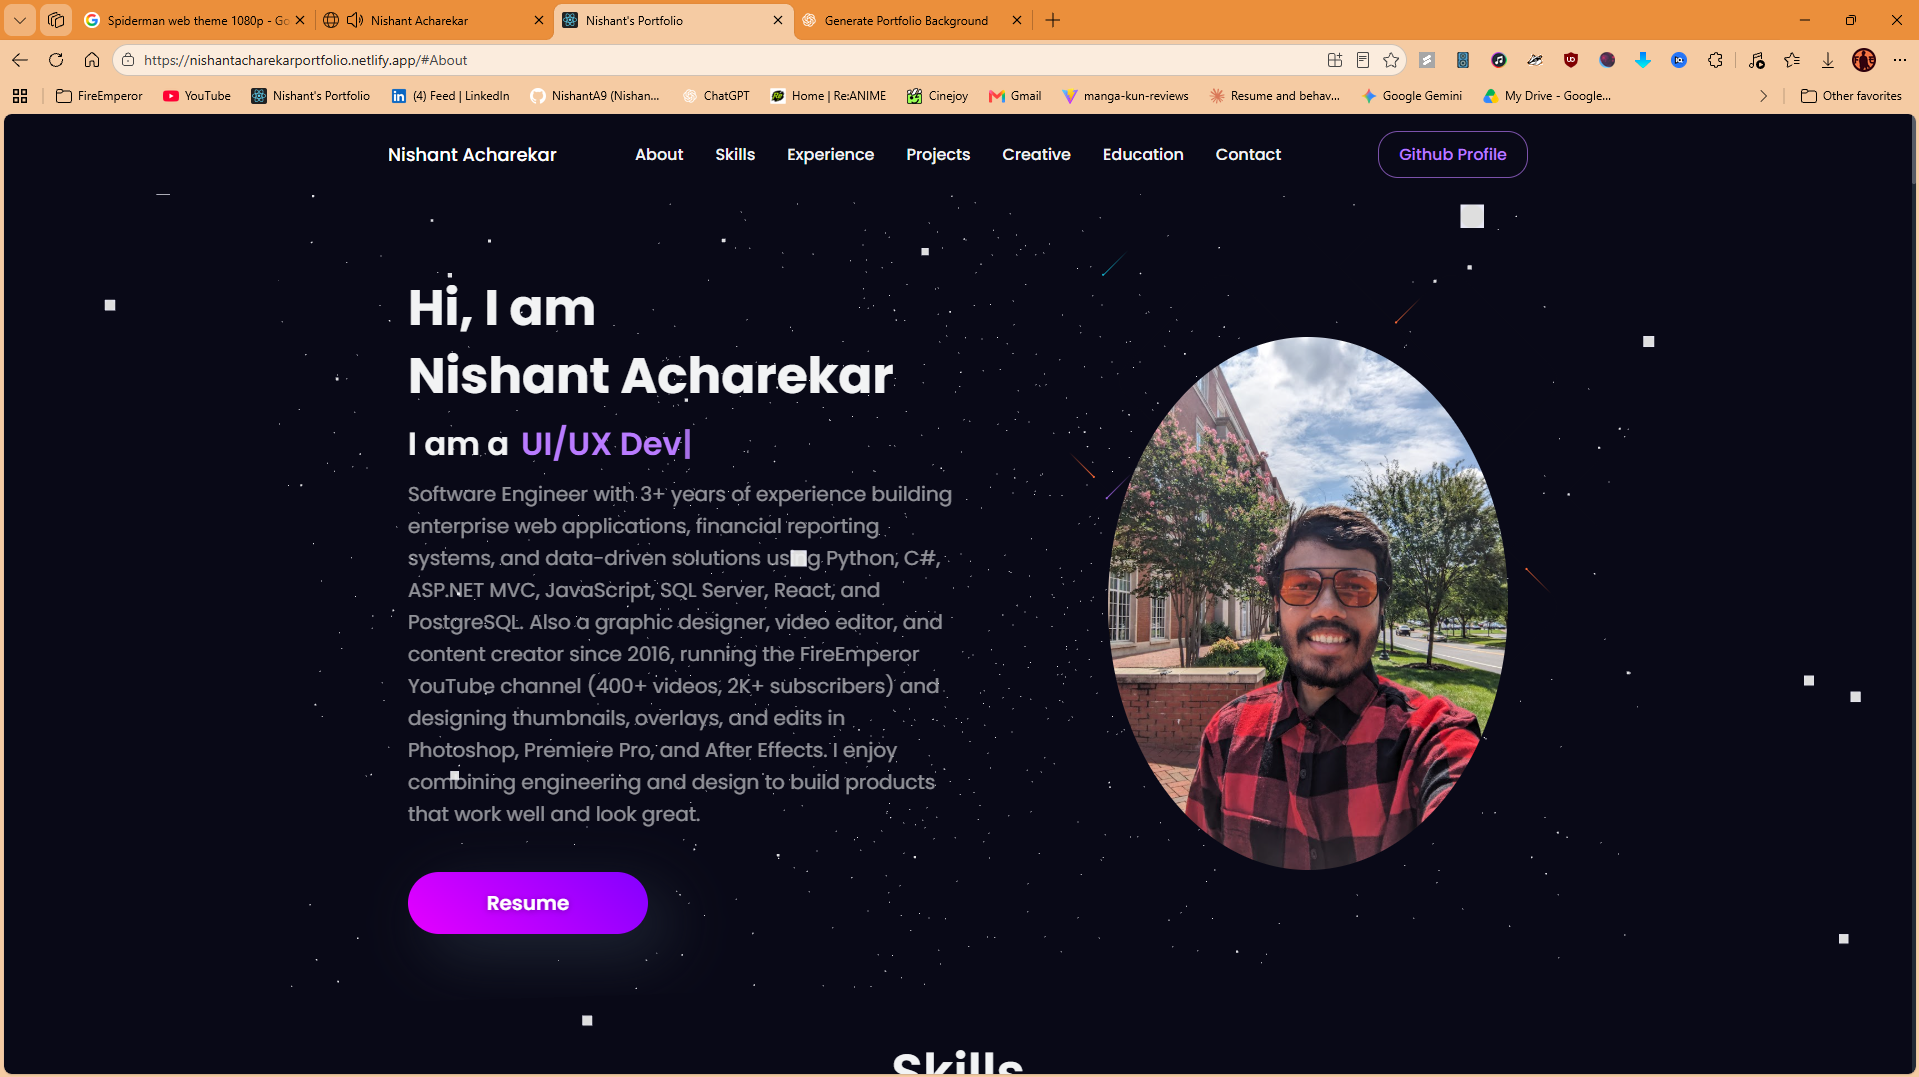 Spiderman web theme 1080p - Go
Nishant Acharekar
Nishant's Portfolio
Generate Portfolio Background
https://nishantacharekarportfolio.netlify.app/#About
FireEmperor
YouTube
Nishant's Portfolio
(4) Feed | LinkedIn
NishantA9 (Nishan...
ChatGPT
Home | Re:ANIME
Cinejoy
Gmail
manga-kun-reviews
Resume and behav...
Google Gemini
My Drive - Google...
Other favorites
Nishant Acharekar
About
Skills
Experience
Projects
Creative
Education
Contact
Github Profile
Hi, I am
Nishant Acharekar
I am a UI/UX Dev|
Software Engineer with 3+ years of experience building
enterprise web applications, financial reporting
systems, and data-driven solutions using Python, C#,
ASP.NET MVC, JavaScript, SQL Server, React, and
PostgreSQL. Also a graphic designer, video editor, and
content creator since 2016, running the FireEmperor
YouTube channel (400+ videos, 2K+ subscribers) and
designing thumbnails, overlays, and edits in
Photoshop, Premiere Pro, and After Effects. I enjoy
combining engineering and design to build products
that work well and look great.
Resume
Skills